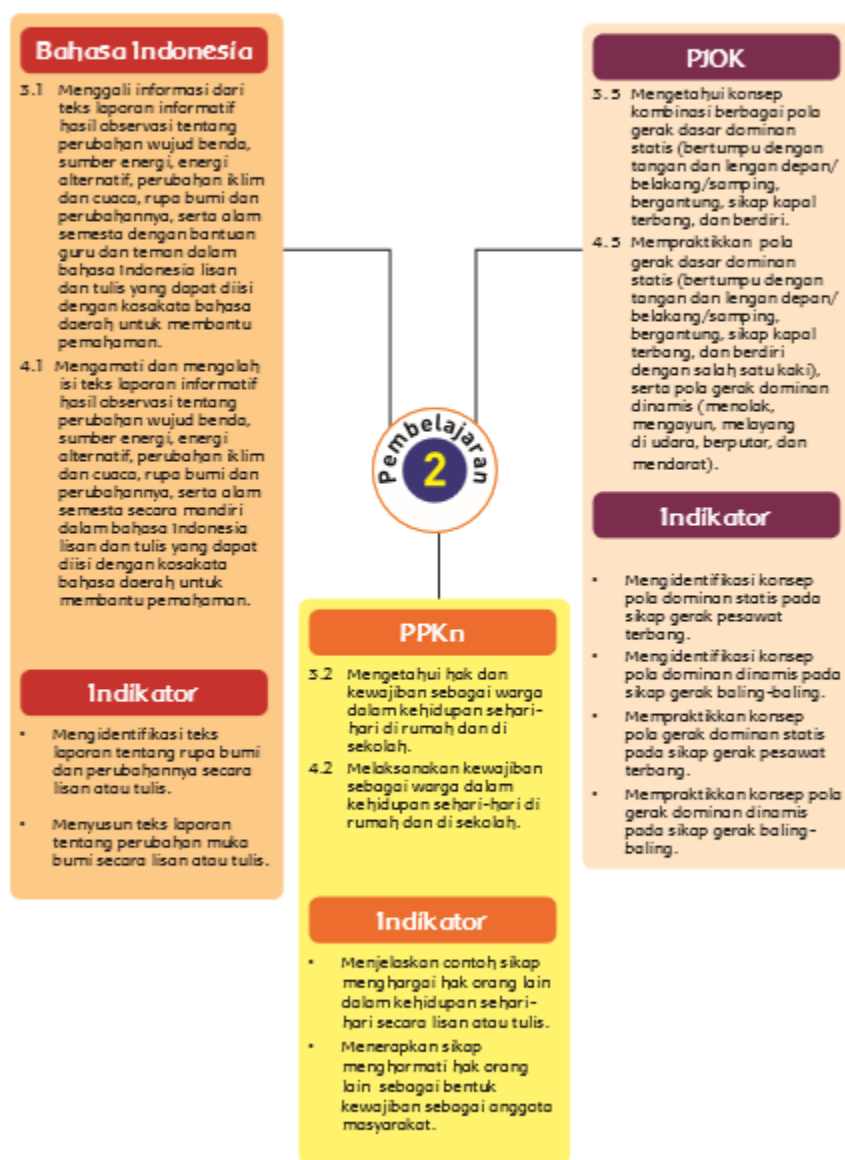 Bahasa Indonesia
3.1 Menggali informasi dari
teks laporan informatif
hasil observasi tentang
perubahan wujud benda,
sumber energi, energi
alternatif, perubahan iklim
dan cuaca, rupa bumi dan
perubahannya, serta alam
semesta dengan bantuan
guru dan teman dalam
bahasa Indonesia lisan
dan tulis yang dapat diisi
dengan kosakata bahasa
daerah untuk membantu
pemahaman.
4.1 Mengamati dan mengolah
isi teks laporan informatif
hasil observasi tentang
perubahan wujud benda,
sumber energi, energi
alternatif, perubahan iklim
dan cuaca, rupa bumi dan
perubahannya, serta alam
semesta secara mandiri
dalam bahasa Indonesia
lisan dan tulis yang dapat
diisi dengan kosakata
bahasa daerah untuk
membantu pemahaman.
Indikator
• Mengidentifikasi teks
laporan tentang rupa bumi
dan perubahannya secara
lisan atau tulis.
• Menyusun teks laporan
tentang perubahan muka
bumi secara lisan atau tulis.
Pembelajaran
2
PPKn
3.2 Mengetahui hak dan
kewajiban sebagai warga
dalam kehidupan sehari-
hari di rumah dan di
sekolah.
4.2 Melaksanakan kewajiban
sebagai warga dalam
kehidupan sehari-hari di
rumah dan di sekolah.
Indikator
• Menjelaskan contoh sikap
menghargai hak orang lain
dalam kehidupan sehari-
hari secara lisan atau tulis.
• Menerapkan sikap
menghormati hak orang
lain sebagai bentuk
kewajiban sebagai anggota
masyarakat.
PJOK
3.5 Mengetahui konsep
kombinasi berbagai pola
gerak dasar dominan
statis (bertumpu dengan
tangan dan lengan depan/
belakang/samping,
bergantung, sikap kapal
terbang, dan berdiri.
4.5 Mempraktikkan pola
gerak dasar dominan
statis (bertumpu dengan
tangan dan lengan depan/
belakang/samping,
bergantung, sikap kapal
terbang, dan berdiri
dengan salah satu kaki),
serta pola gerak dominan
dinamis (menolak,
mengayun, melayang
di udara, berputar, dan
mendarat).
Indikator
• Mengidentifikasi konsep
pola dominan statis pada
sikap gerak pesawat
terbang.
• Mengidentifikasi konsep
pola dominan dinamis pada
sikap gerak baling-baling.
• Mempraktikkan konsep
pola gerak dominan statis
pada sikap gerak pesawat
terbang.
• Mempraktikkan konsep pola
gerak dominan dinamis
pada sikap gerak baling-
baling.